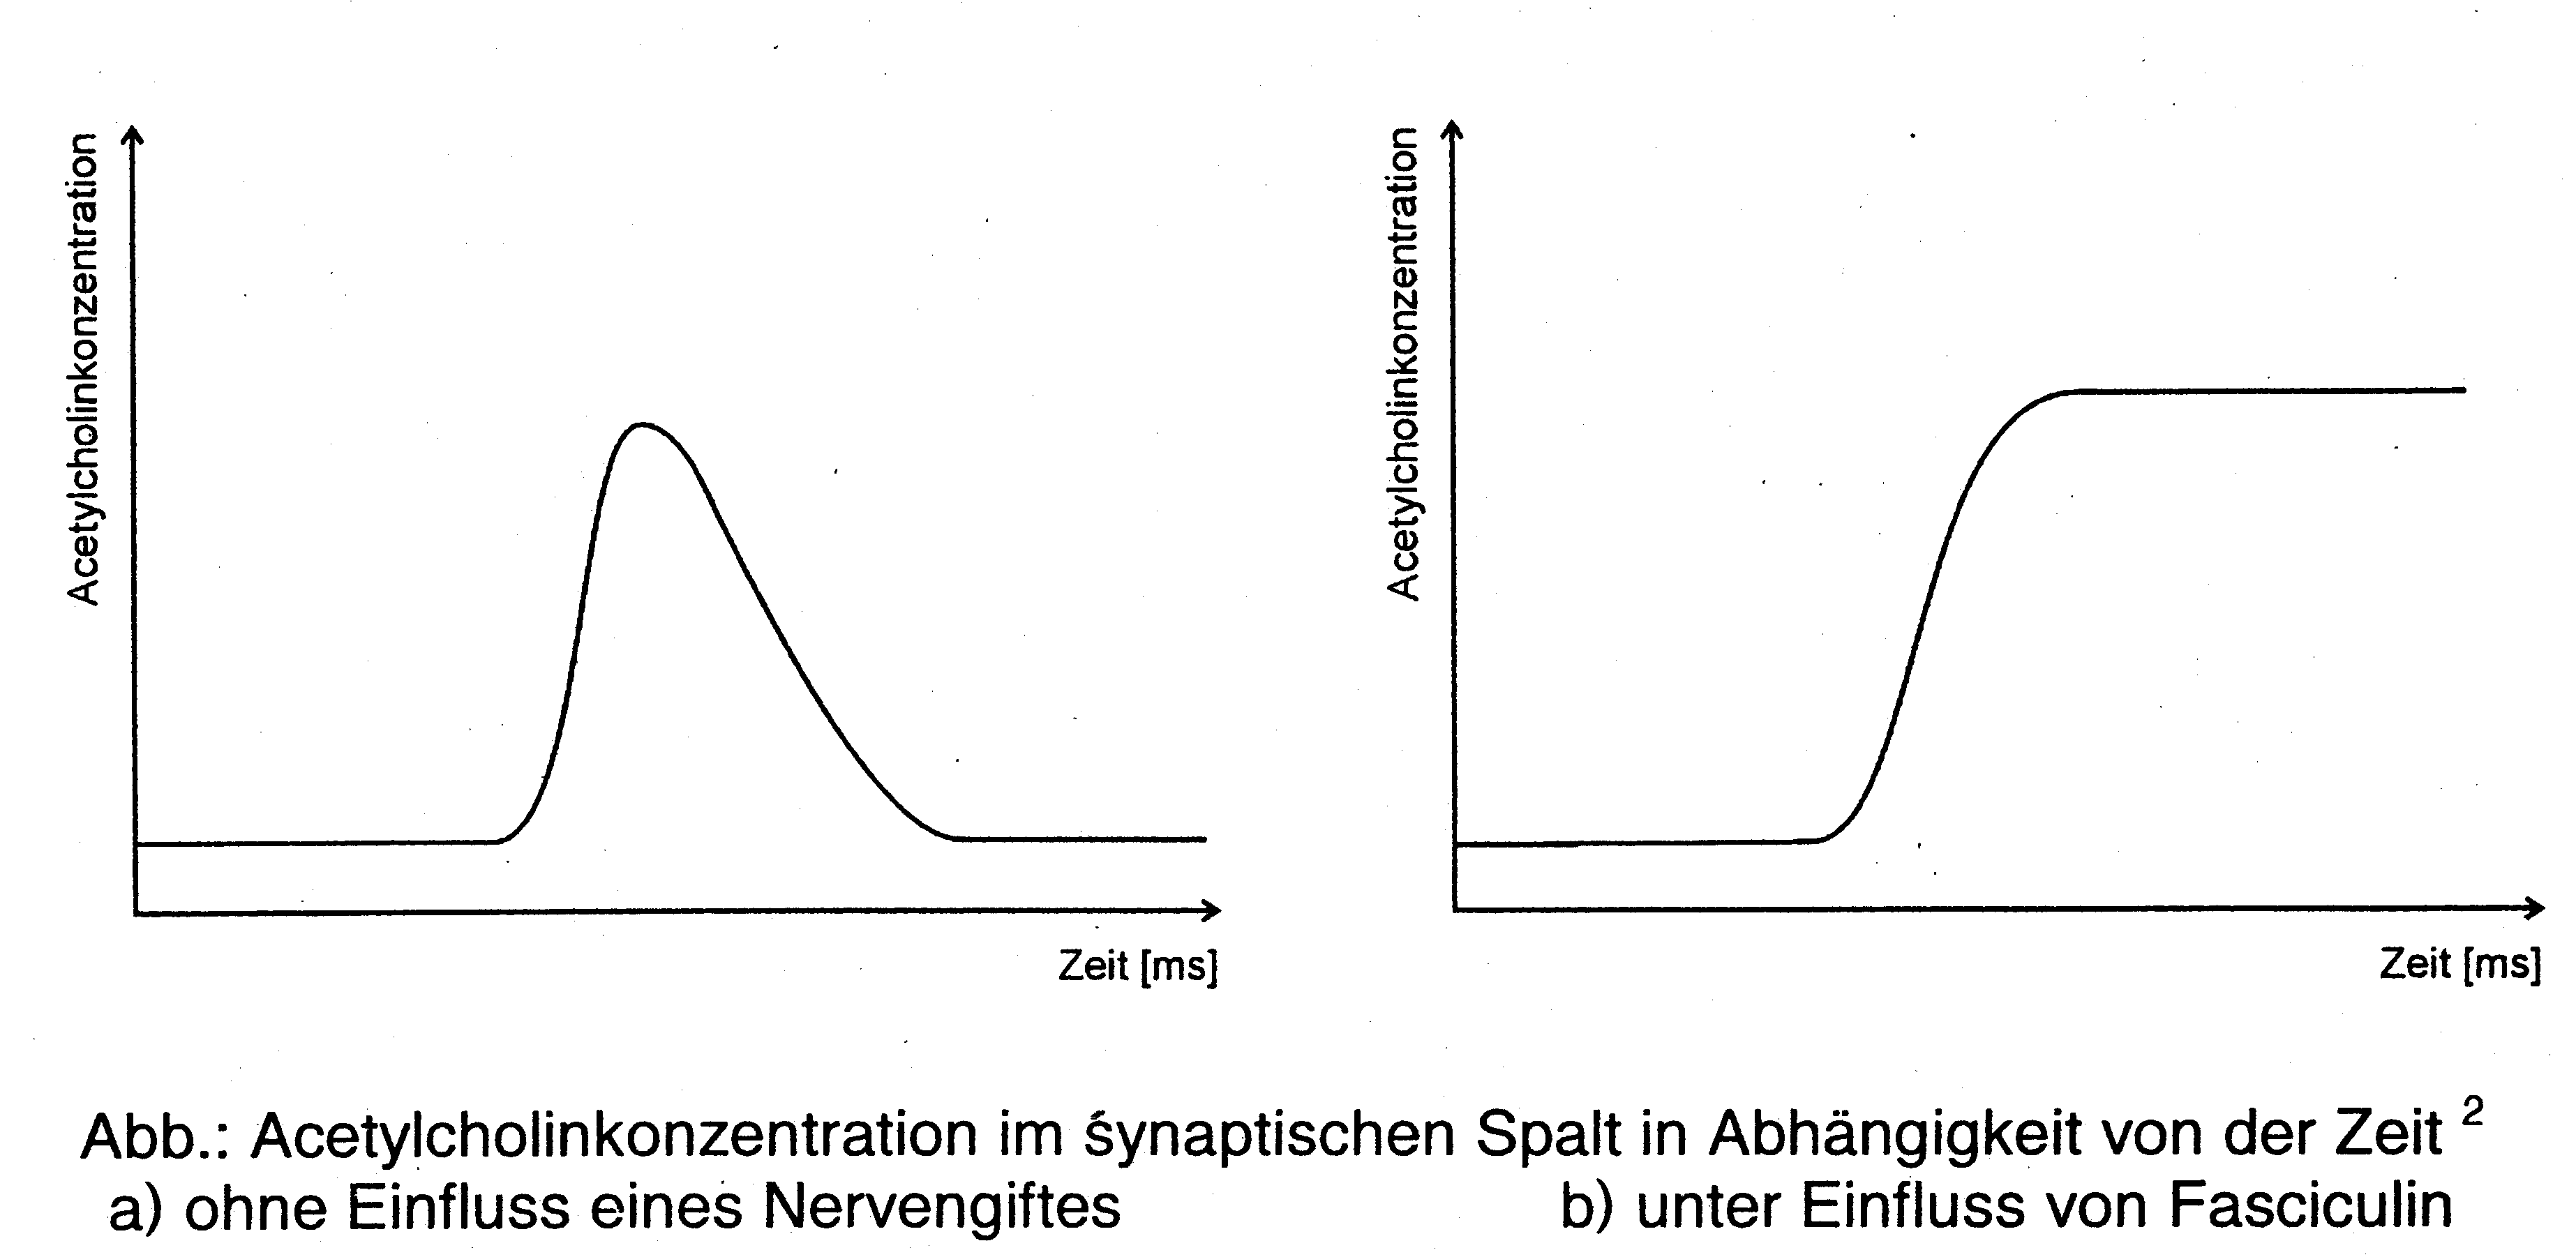 Acetylcholinkonzentration
Zeit [ms]
Acetylcholinkonzentration
Zeit [ms]
Abb.: Acetylcholinkonzentration im synaptischen Spalt in Abhängigkeit von der Zeit ²
a) ohne Einfluss eines Nervengiftes
b) unter Einfluss von Fasciculin